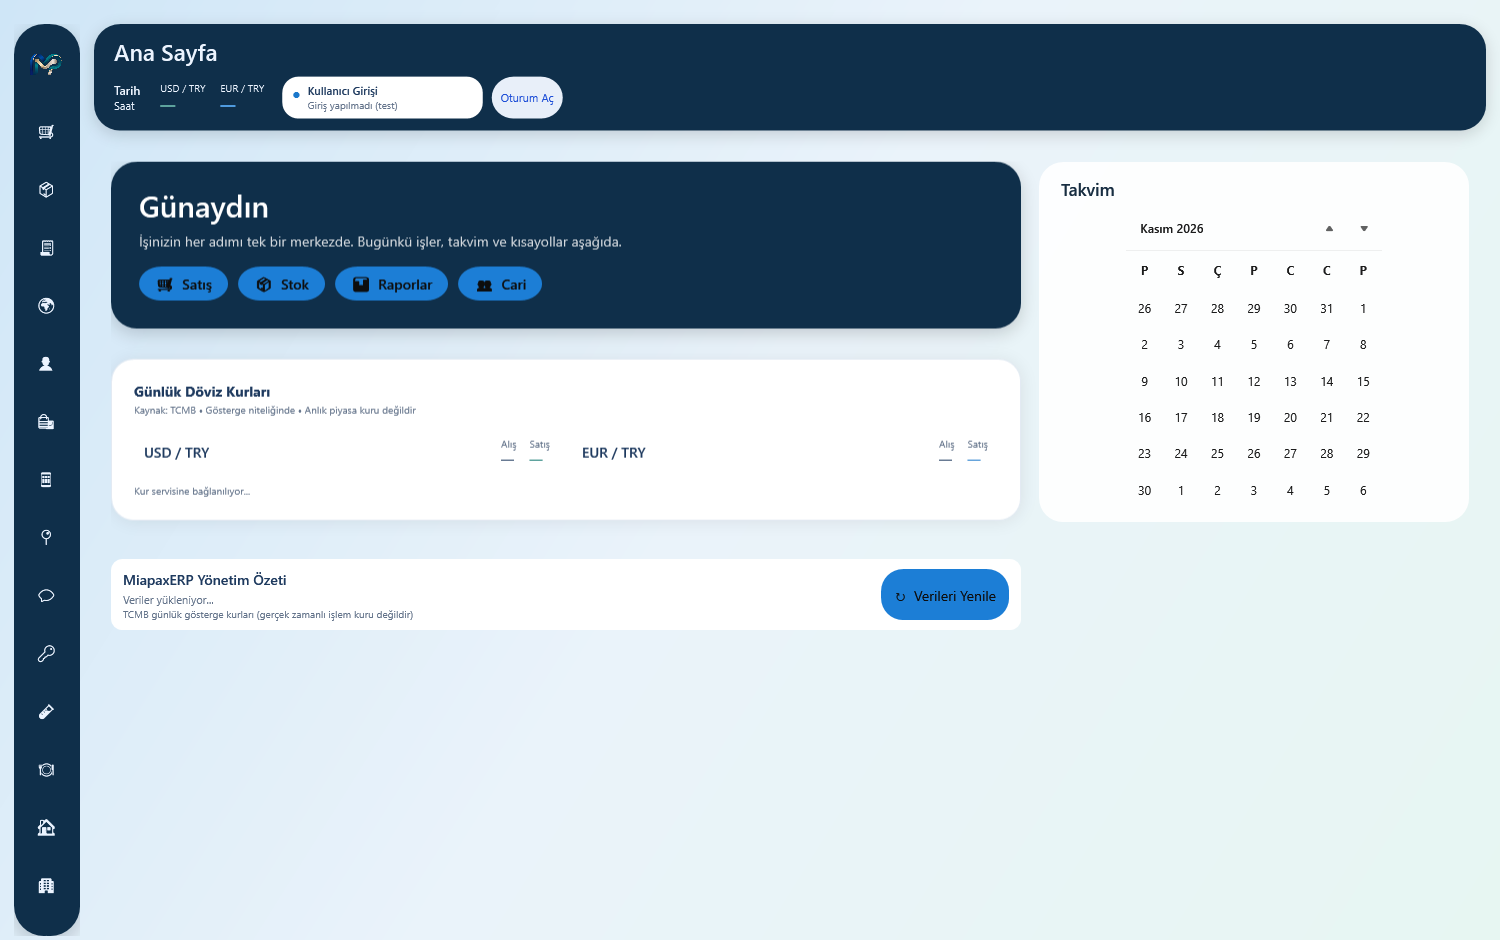 Ana Sayfa
Tarih
Saat
USD / TRY
—
EUR / TRY
—
Kullanıcı Girişi
Giriş yapılmadı (test)
Oturum Aç
Günaydın
İşinizin her adımı tek bir merkezde. Bugünkü işler, takvim ve kısayollar aşağıda.
Satış
Stok
Raporlar
Cari
Günlük Döviz Kurları
Kaynak: TCMB • Gösterge niteliğinde • Anlık piyasa kuru değildir
USD / TRY
Alış
—
Satış
—
EUR / TRY
Alış
—
Satış
—
Kur servisine bağlanılıyor...
MiapaxERP Yönetim Özeti
Veriler yükleniyor...
TCMB günlük gösterge kurları (gerçek zamanlı işlem kuru değildir)
↻ Verileri Yenile
Takvim
Kasım 2026
P S Ç P C C P
26 27 28 29 30 31 1
2 3 4 5 6 7 8
9 10 11 12 13 14 15
16 17 18 19 20 21 22
23 24 25 26 27 28 29
30 1 2 3 4 5 6